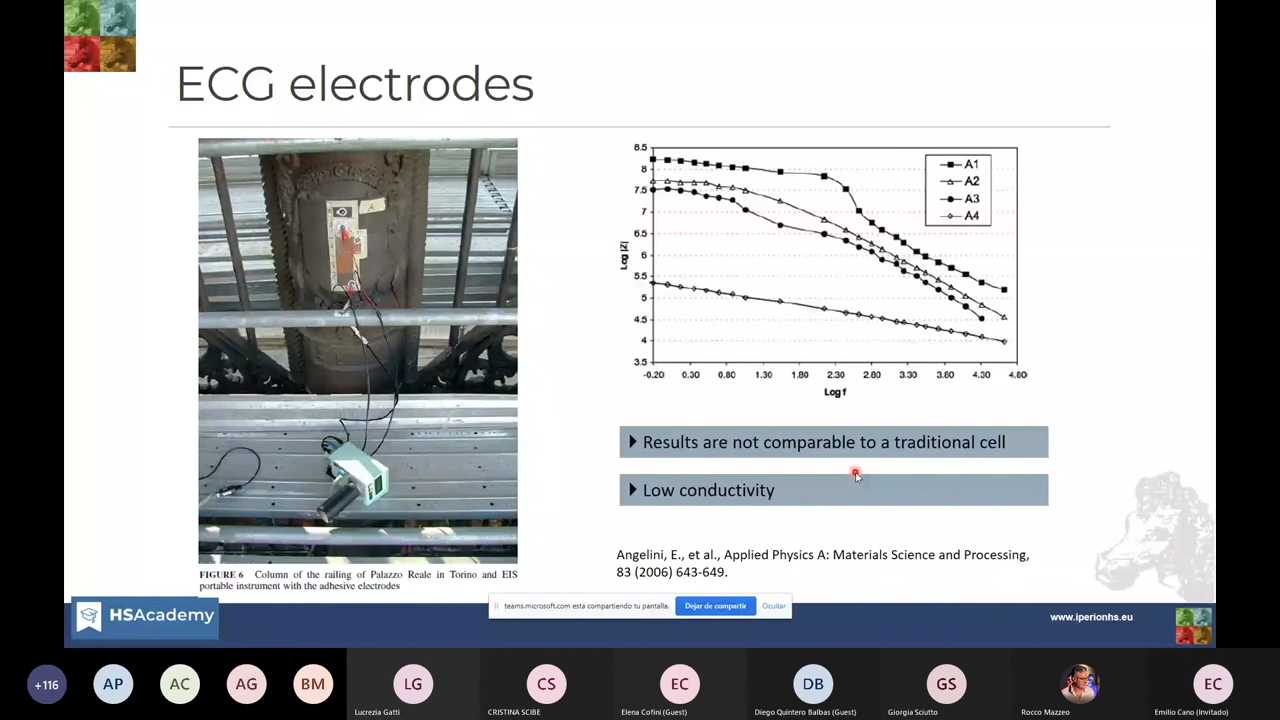 ECG electrodes
A
8.5
8
7.5
7
6.5
6
5.5
5
4.5
4
3.5
Log |Z|
-0.20 0.30 0.80 1.30 1.80 2.30 2.80 3.30 3.80 4.30 4.80
Log f
A1
A2
A3
A4
Results are not comparable to a traditional cell
Low conductivity
Angelini, E., et al., Applied Physics A: Materials Science and Processing,
83 (2006) 643-649.
FIGURE 6 Column of the railing of Palazzo Reale in Torino and EIS
portable instrument with the adhesive electrodes
HSAcademy
teams.microsoft.com está compartiendo tu pantalla.
Dejar de compartir
Ocultar
www.iperionhs.eu
+116
AP
AC
AG
BM
LG
CS
EC
DB
GS
EC
Lucrezia Gatti
CRISTINA SCIBE
Elena Cofini (Guest)
Diego Quintero Balbas (Guest)
Giorgia Sciutto
Rocco Mazzeo
Emilio Cano (Invitado)